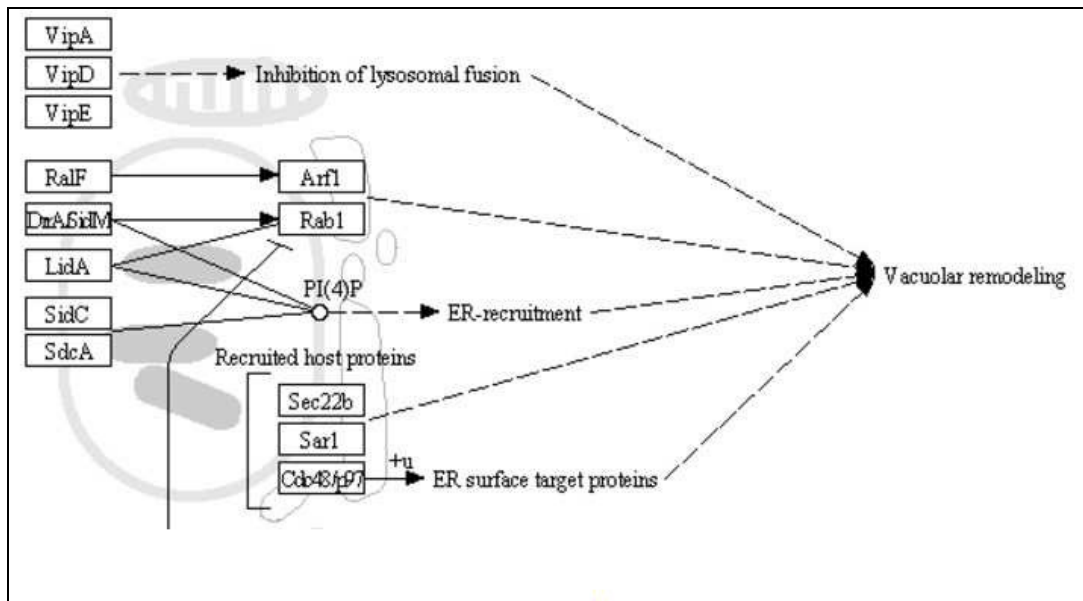 VipA
VipD
Inhibition of lysosomal fusion
VipE
RalF
Arf1
DrrA/SidM
Rab1
LidA
Vacuolar remodeling
PI(4)P
SidC
ER-recruitment
SdcA
Recruited host proteins
Sec22b
Sar1
+u
Cdc48/p97
ER surface target proteins